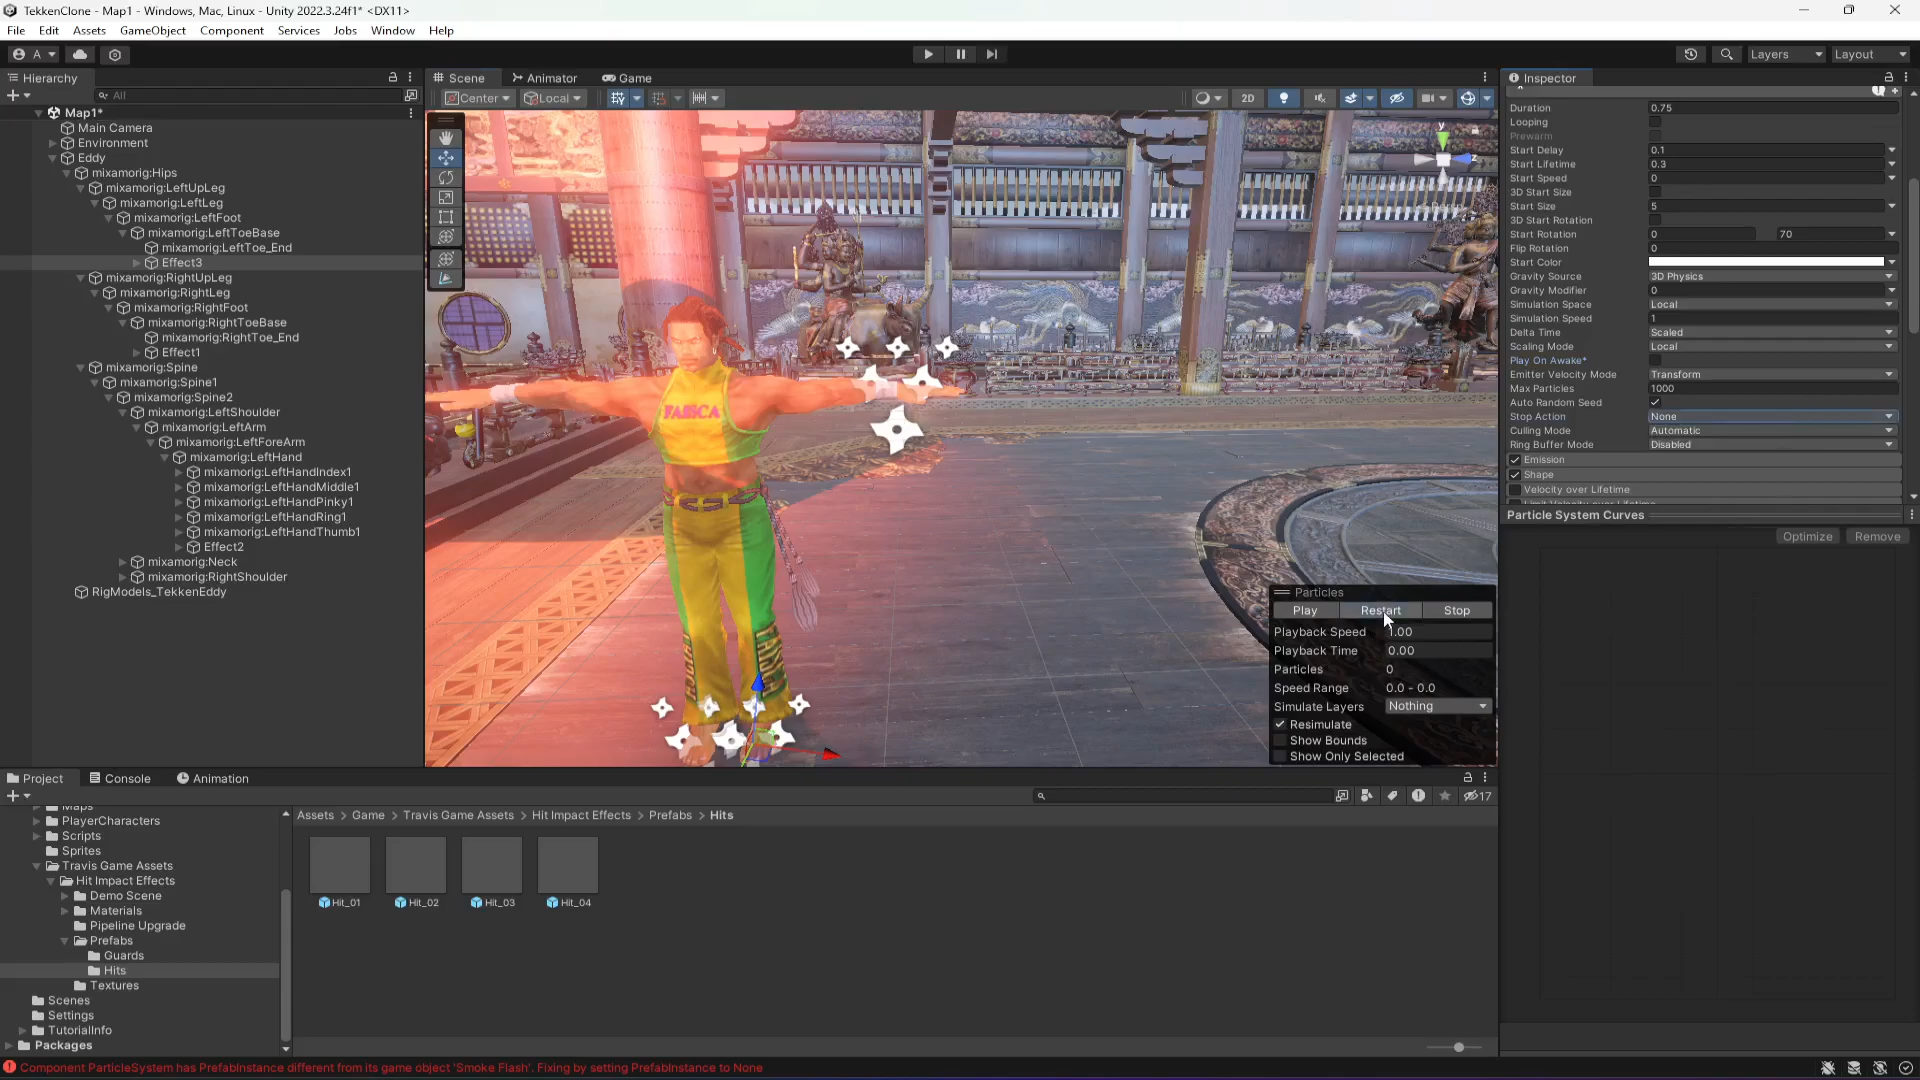 TekkenClone - Map1 - Windows, Mac, Linux - Unity 2022.3.24f1* <DX11>
File Edit Assets GameObject Component Services Jobs Window Help
A Layers Layout
Hierarchy
All
Map1*
Main Camera
Environment
Eddy
mixamorig:Hips
mixamorig:LeftUpLeg
mixamorig:LeftLeg
mixamorig:LeftFoot
mixamorig:LeftToeBase
mixamorig:LeftToe_End
Effect3
mixamorig:RightUpLeg
mixamorig:RightLeg
mixamorig:RightFoot
mixamorig:RightToeBase
mixamorig:RightToe_End
Effect1
mixamorig:Spine
mixamorig:Spine1
mixamorig:Spine2
mixamorig:LeftShoulder
mixamorig:LeftArm
mixamorig:LeftForeArm
mixamorig:LeftHand
mixamorig:LeftHandIndex1
mixamorig:LeftHandMiddle1
mixamorig:LeftHandPinky1
mixamorig:LeftHandRing1
mixamorig:LeftHandThumb1
Effect2
mixamorig:Neck
mixamorig:RightShoulder
RigModels_TekkenEddy
Scene Animator Game
Center Local 2D
y
z
FAISCA
Particles
Play Restart Stop
Playback Speed 1.00
Playback Time 0.00
Particles 0
Speed Range 0.0 - 0.0
Simulate Layers Nothing
Resimulate
Show Bounds
Show Only Selected
Inspector
Duration 0.75
Looping
Prewarm
Start Delay 0.1
Start Lifetime 0.3
Start Speed 0
3D Start Size
Start Size 5
3D Start Rotation
Start Rotation 0 70
Flip Rotation 0
Start Color
Gravity Source 3D Physics
Gravity Modifier 0
Simulation Space Local
Simulation Speed 1
Delta Time Scaled
Scaling Mode Local
Play On Awake*
Emitter Velocity Mode Transform
Max Particles 1000
Auto Random Seed
Stop Action None
Culling Mode Automatic
Ring Buffer Mode Disabled
Emission
Shape
Velocity over Lifetime
Particle System Curves
Optimize Remove
Project Console Animation
17
Maps
PlayerCharacters
Scripts
Sprites
Travis Game Assets
Hit Impact Effects
Demo Scene
Materials
Pipeline Upgrade
Prefabs
Guards
Hits
Textures
Scenes
Settings
TutorialInfo
Packages
Assets > Game > Travis Game Assets > Hit Impact Effects > Prefabs > Hits
Hit_01 Hit_02 Hit_03 Hit_04
Component ParticleSystem has PrefabInstance different from its game object 'Smoke Flash'. Fixing by setting PrefabInstance to None